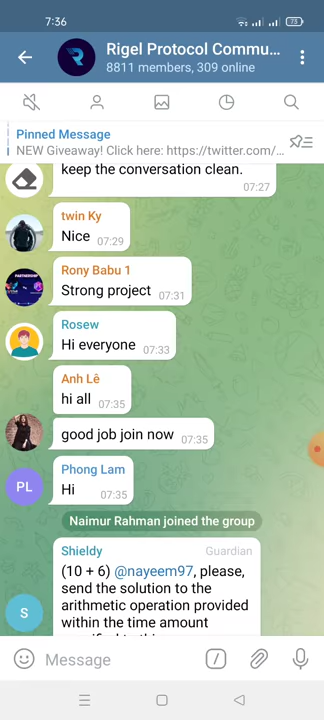 7:36
73
Rigel Protocol Commu...
8811 members, 309 online
Pinned Message
NEW Giveaway! Click here: https://twitter.com/...
keep the conversation clean.
07:27
twin Ky
Nice 07:29
Rony Babu 1
Strong project 07:31
Rosew
Hi everyone 07:33
Anh Lê
hi all 07:35
good job join now 07:35
PL
Phong Lam
Hi 07:35
Naimur Rahman joined the group
Shieldy Guardian
(10 + 6) @nayeem97, please,
send the solution to the
S
arithmetic operation provided
within the time amount
Message